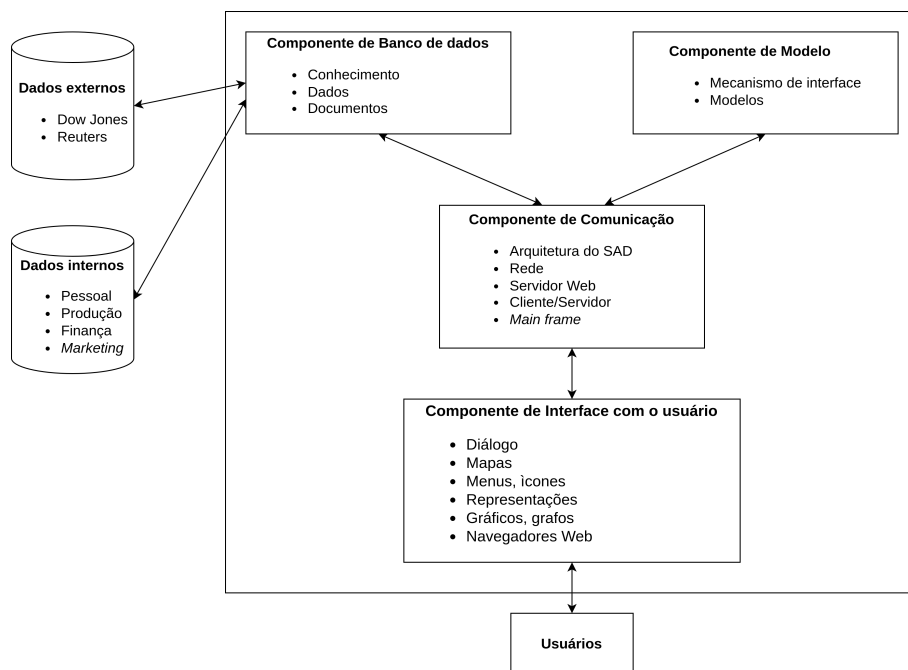 Componente de Banco de dados
• Conhecimento
• Dados
• Documentos
Componente de Modelo
• Mecanismo de interface
• Modelos
Dados externos
• Dow Jones
• Reuters
Componente de Comunicação
• Arquitetura do SAD
• Rede
• Servidor Web
• Cliente/Servidor
• Main frame
Dados internos
• Pessoal
• Produção
• Finança
• Marketing
Componente de Interface com o usuário
• Diálogo
• Mapas
• Menus, ìcones
• Representações
• Gráficos, grafos
• Navegadores Web
Usuários